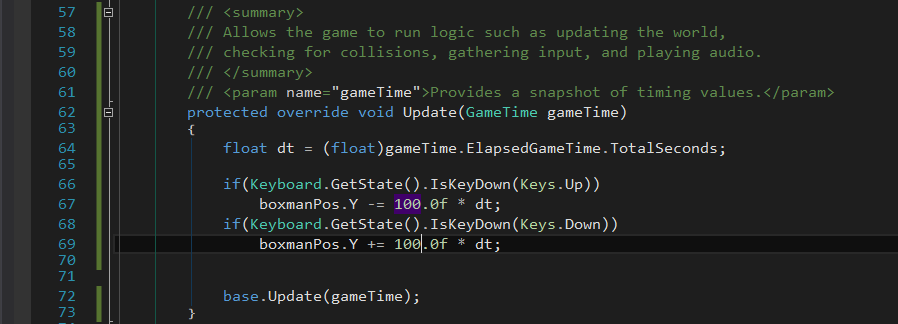 57 /// <summary>
58 /// Allows the game to run logic such as updating the world,
59 /// checking for collisions, gathering input, and playing audio.
60 /// </summary>
61 /// <param name="gameTime">Provides a snapshot of timing values.</param>
62 protected override void Update(GameTime gameTime)
63 {
64 float dt = (float)gameTime.ElapsedGameTime.TotalSeconds;
65
66 if(Keyboard.GetState().IsKeyDown(Keys.Up))
67 boxmanPos.Y -= 100.0f * dt;
68 if(Keyboard.GetState().IsKeyDown(Keys.Down))
69 boxmanPos.Y += 100.0f * dt;
70
71
72 base.Update(gameTime);
73 }